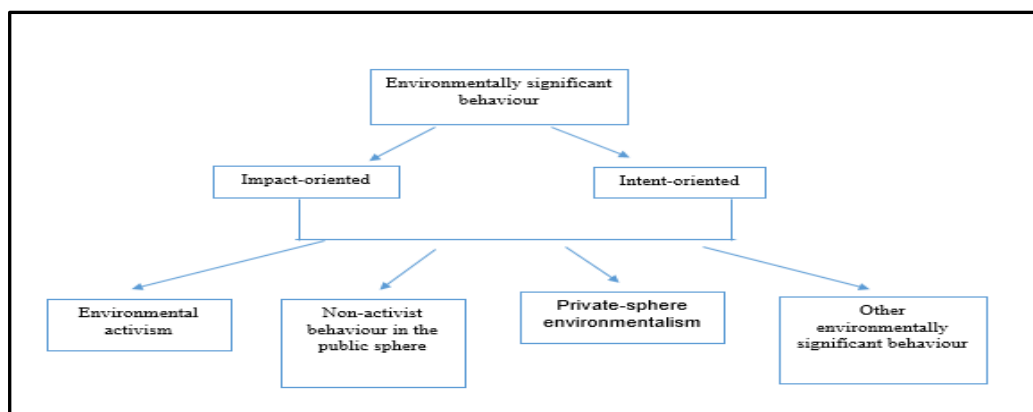 Environmentally significant
behaviour
Impact-oriented
Intent-oriented
Environmental
activism
Non-activist
behaviour in the
public sphere
Private-sphere
environmentalism
Other
environmentally
significant behaviour